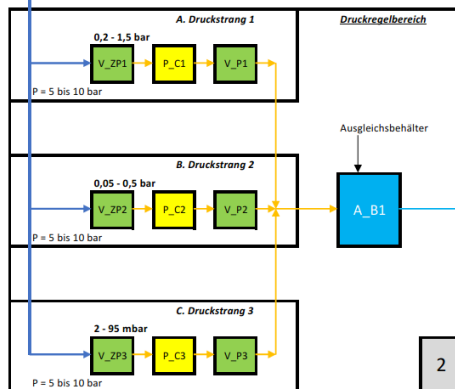 A. Druckstrang 1
Druckregelbereich
0,2 - 1,5 bar
V_ZP1
P_C1
V_P1
P = 5 bis 10 bar
Ausgleichsbehälter
B. Druckstrang 2
0,05 - 0,5 bar
V_ZP2
P_C2
V_P2
A_B1
P = 5 bis 10 bar
C. Druckstrang 3
2 - 95 mbar
V_ZP3
P_C3
V_P3
2
P = 5 bis 10 bar